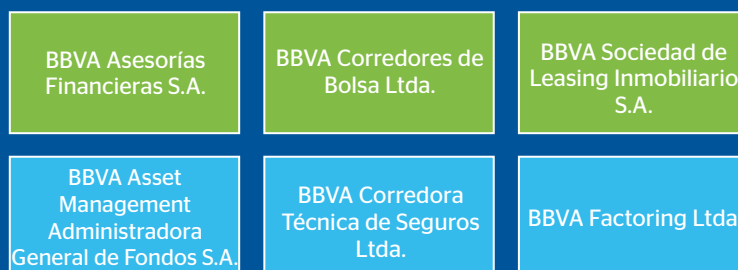 BBVA Asesorías
Financieras S.A.
BBVA Corredores de
Bolsa Ltda.
BBVA Sociedad de
Leasing Inmobiliario
S.A.
BBVA Asset
Management
Administradora
General de Fondos S.A.
BBVA Corredora
Técnica de Seguros
Ltda.
BBVA Factoring Ltda